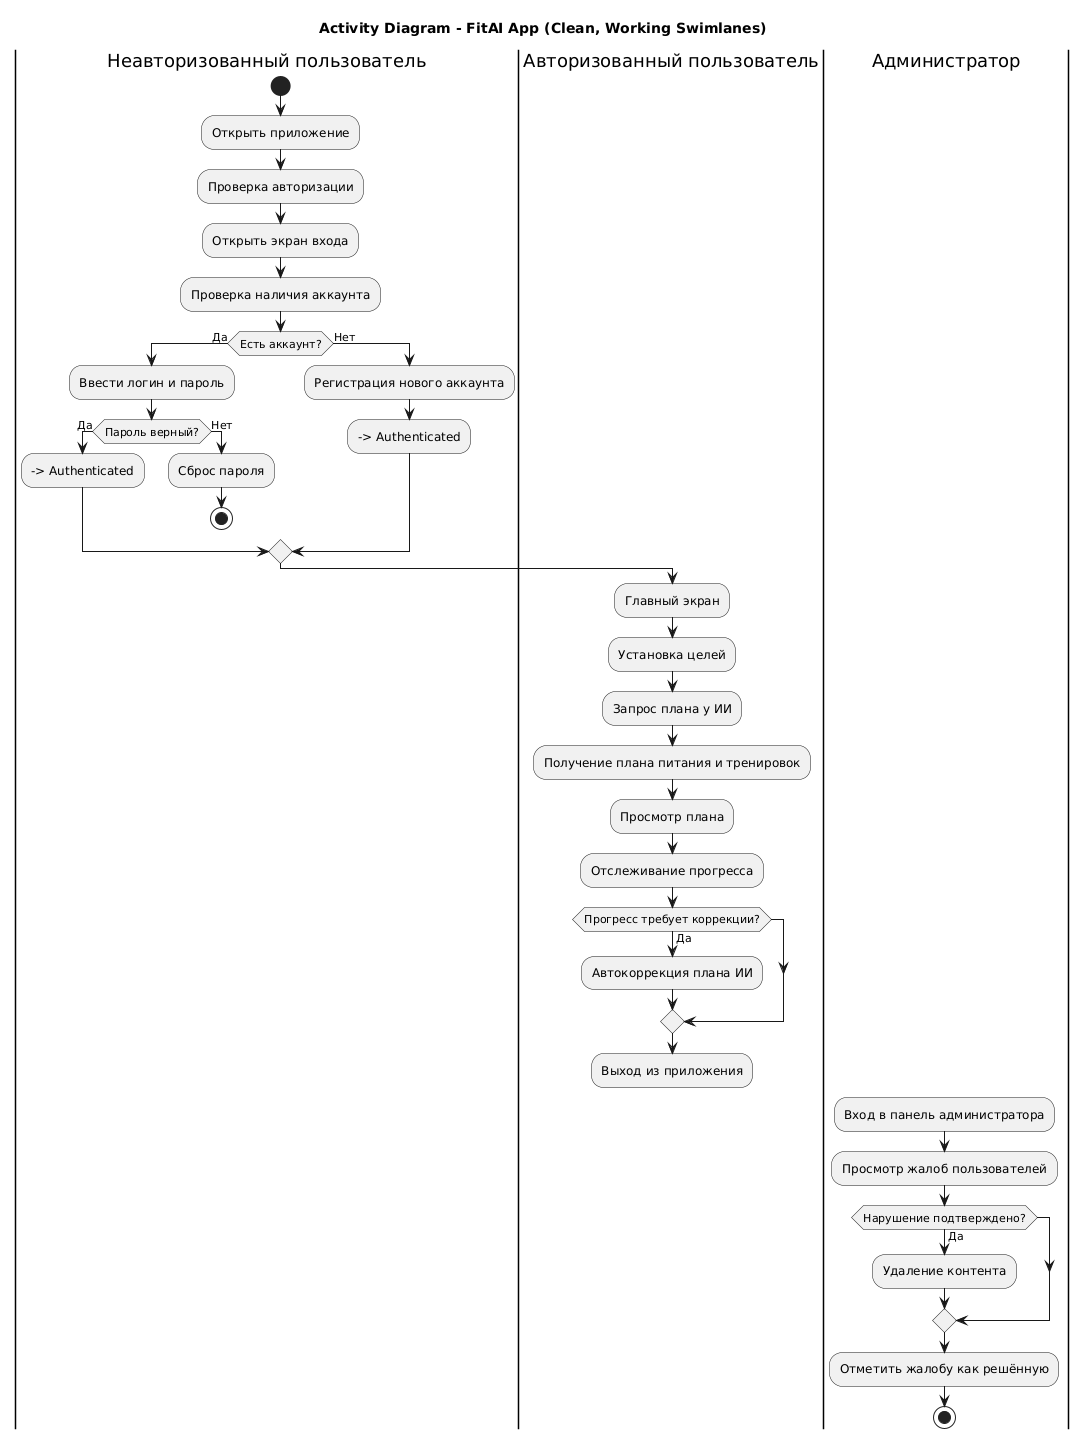 Activity Diagram - FitAI App (Clean, Working Swimlanes)
Неавторизованный пользователь
Авторизованный пользователь
Администратор
Открыть приложение
Проверка авторизации
Открыть экран входа
Проверка наличия аккаунта
Да
Есть аккаунт?
Нет
Ввести логин и пароль
Регистрация нового аккаунта
Да
Пароль верный?
Нет
-> Authenticated
-> Authenticated
Сброс пароля
Главный экран
Установка целей
Запрос плана у ИИ
Получение плана питания и тренировок
Просмотр плана
Отслеживание прогресса
Прогресс требует коррекции?
Да
Автокоррекция плана ИИ
Выход из приложения
Вход в панель администратора
Просмотр жалоб пользователей
Нарушение подтверждено?
Да
Удаление контента
Отметить жалобу как решённую